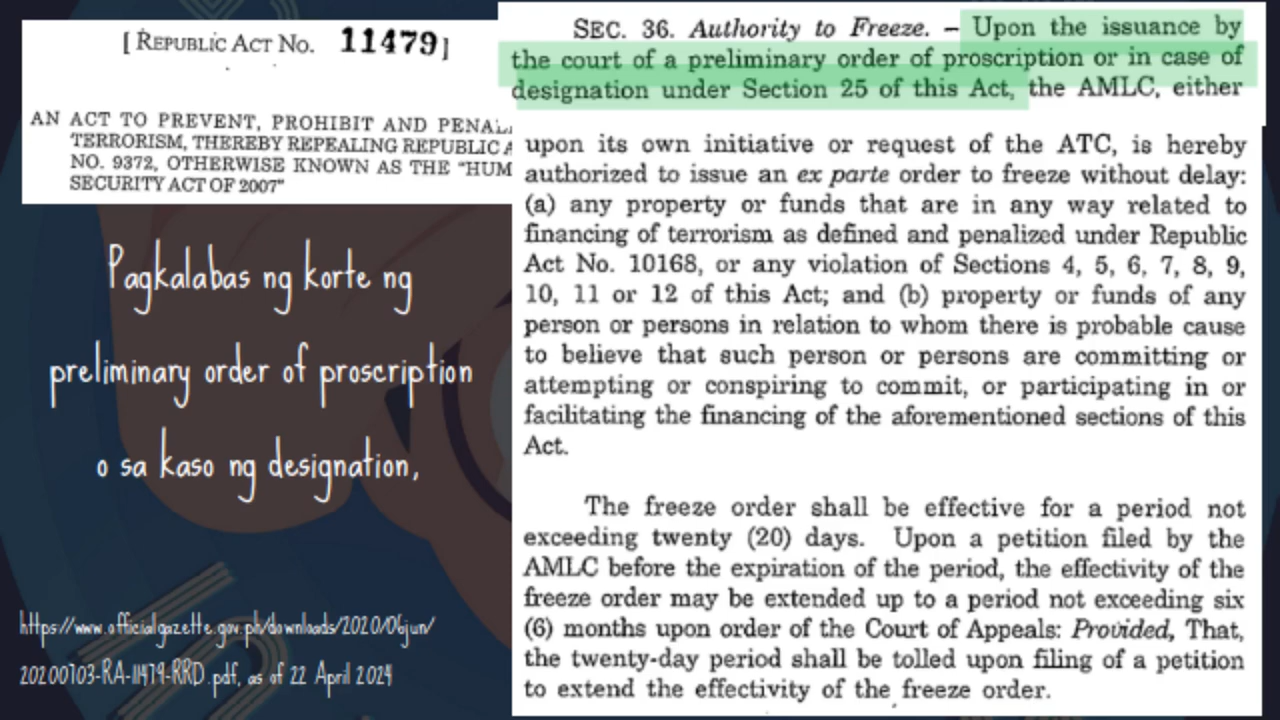 [ REPUBLIC ACT NO. 11479 ]
AN ACT TO PREVENT, PROHIBIT AND PENAL
TERRORISM, THEREBY REPEALING REPUBLIC A
NO. 9372, OTHERWISE KNOWN AS THE "HUM
SECURITY ACT OF 2007"
Pagkalabas ng korte ng
preliminary order of proscription
o sa kaso ng designation,
https://www.officialgazette.gov.ph/downloads/2020/06jun/
20200703-RA-11479-RRD.pdf, as of 22 April 2024
SEC. 36. Authority to Freeze. – Upon the issuance by
the court of a preliminary order of proscription or in case of
designation under Section 25 of this Act, the AMLC, either
upon its own initiative or request of the ATC, is hereby
authorized to issue an ex parte order to freeze without delay:
(a) any property or funds that are in any way related to
financing of terrorism as defined and penalized under Republic
Act No. 10168, or any violation of Sections 4, 5, 6, 7, 8, 9,
10, 11 or 12 of this Act; and (b) property or funds of any
person or persons in relation to whom there is probable cause
to believe that such person or persons are committing or
attempting or conspiring to commit, or participating in or
facilitating the financing of the aforementioned sections of this
Act.
The freeze order shall be effective for a period not
exceeding twenty (20) days. Upon a petition filed by the
AMLC before the expiration of the period, the effectivity of the
freeze order may be extended up to a period not exceeding six
(6) months upon order of the Court of Appeals: Provided, That,
the twenty-day period shall be tolled upon filing of a petition
to extend the effectivity of the freeze order.